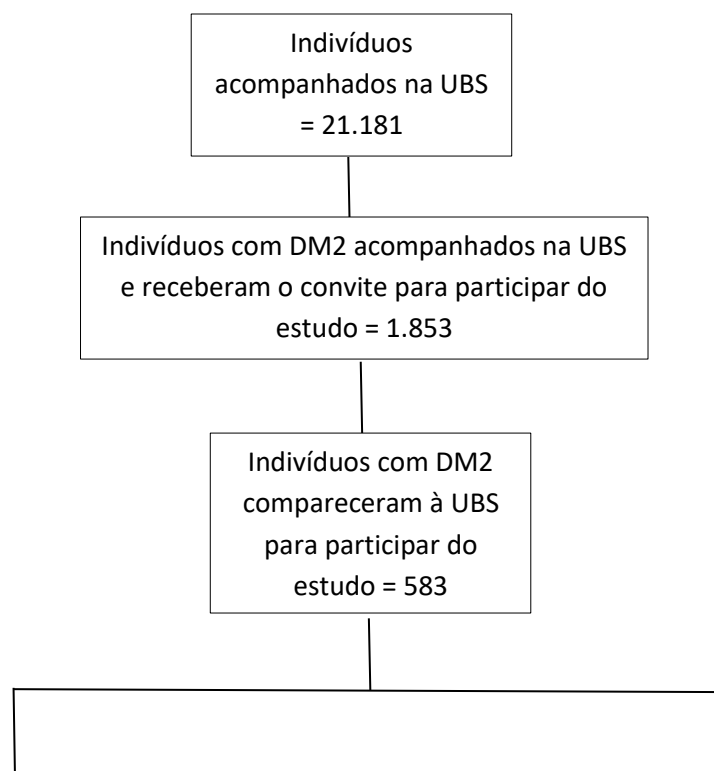 Indivíduos
acompanhados na UBS
= 21.181
Indivíduos com DM2 acompanhados na UBS
e receberam o convite para participar do
estudo = 1.853
Indivíduos com DM2
compareceram à UBS
para participar do
estudo = 583